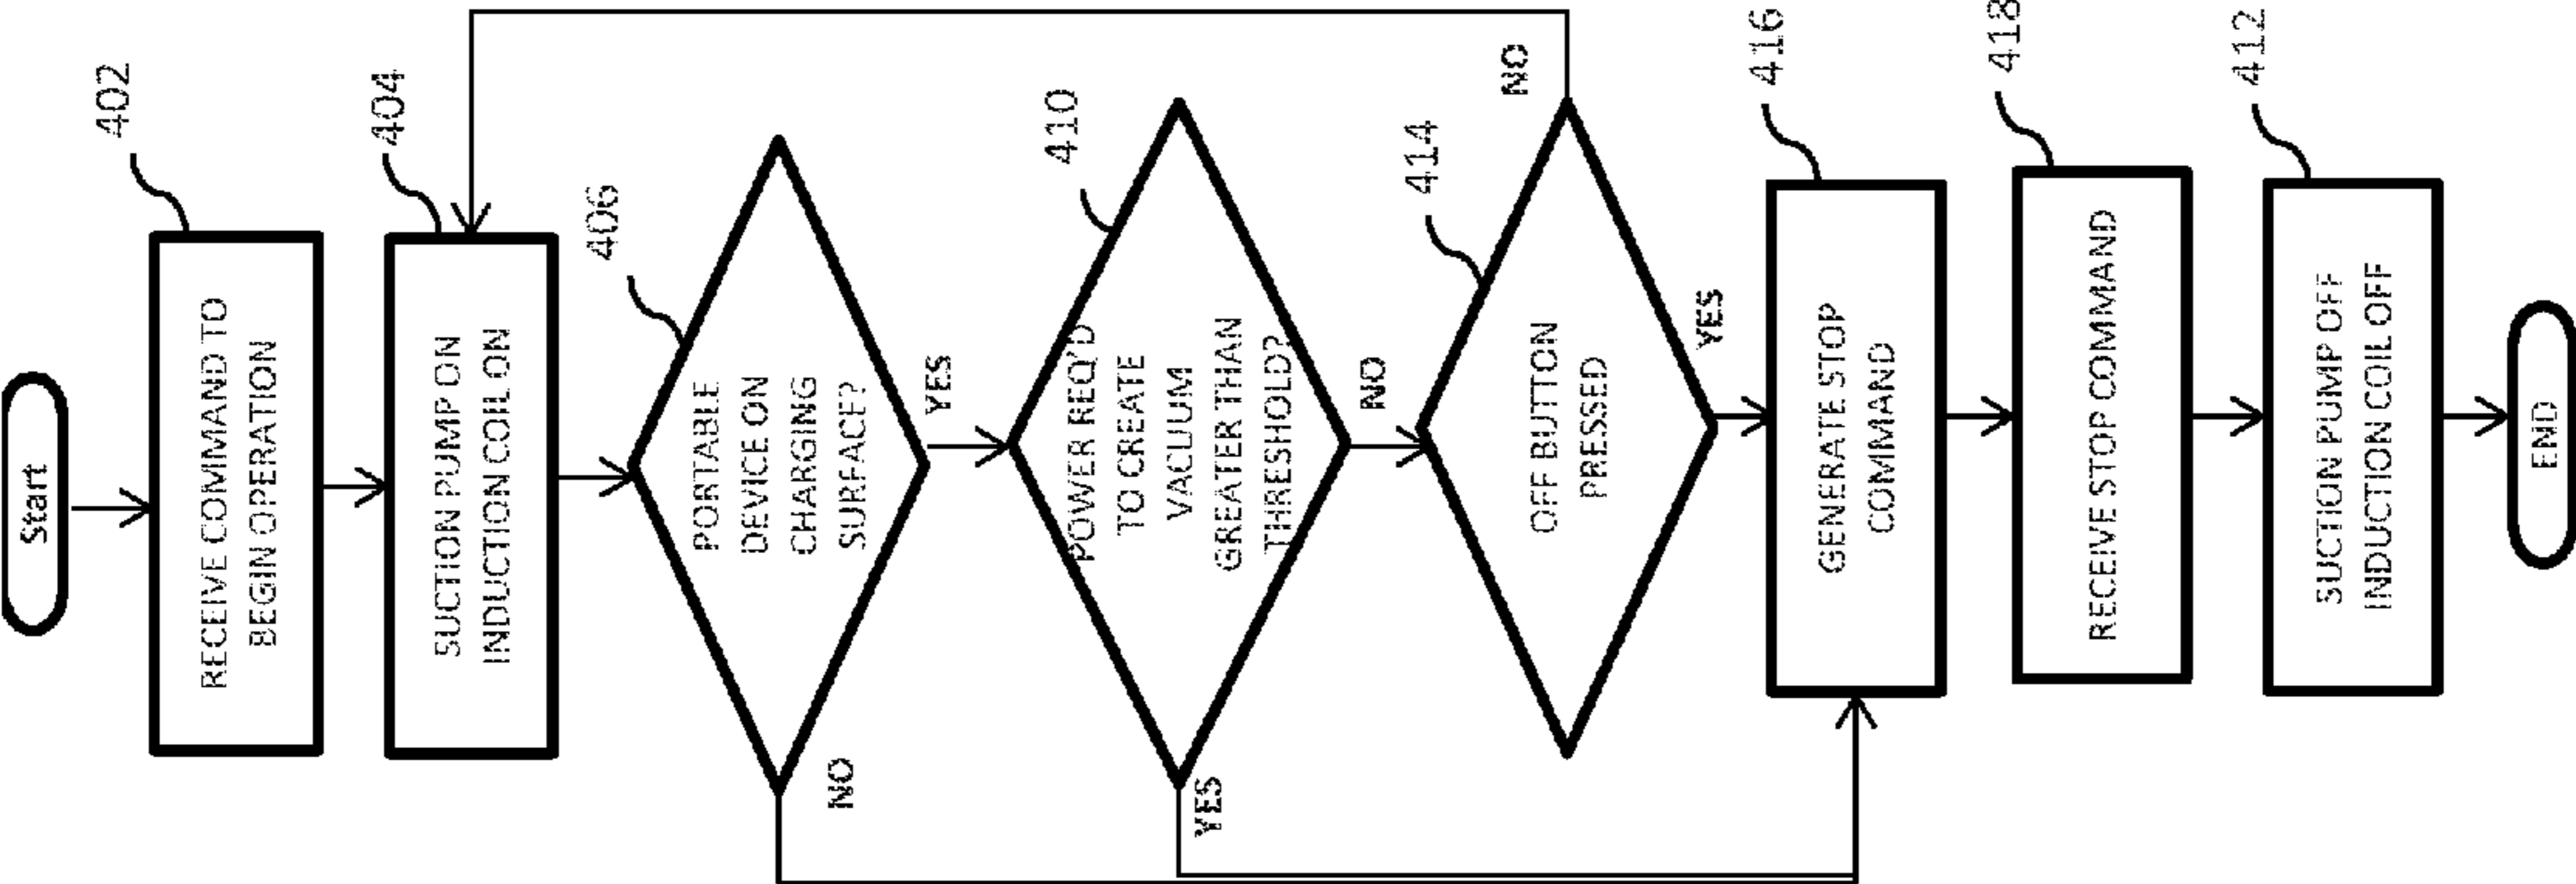 Start
402
RECEIVE COMMAND TO
BEGIN OPERATION
404
SUCTION PUMP ON
INDUCTION COIL ON
406
PORTABLE
DEVICE ON
CHARGING
SURFACE?
NO
YES
410
POWER REQ'D
TO CREATE
VACUUM
GREATER THAN
THRESHOLD?
YES
NO
414
OFF BUTTON
PRESSED
NO
YES
416
GENERATE STOP
COMMAND
418
RECEIVE STOP COMMAND
412
SUCTION PUMP OFF
INDUCTION COIL OFF
END